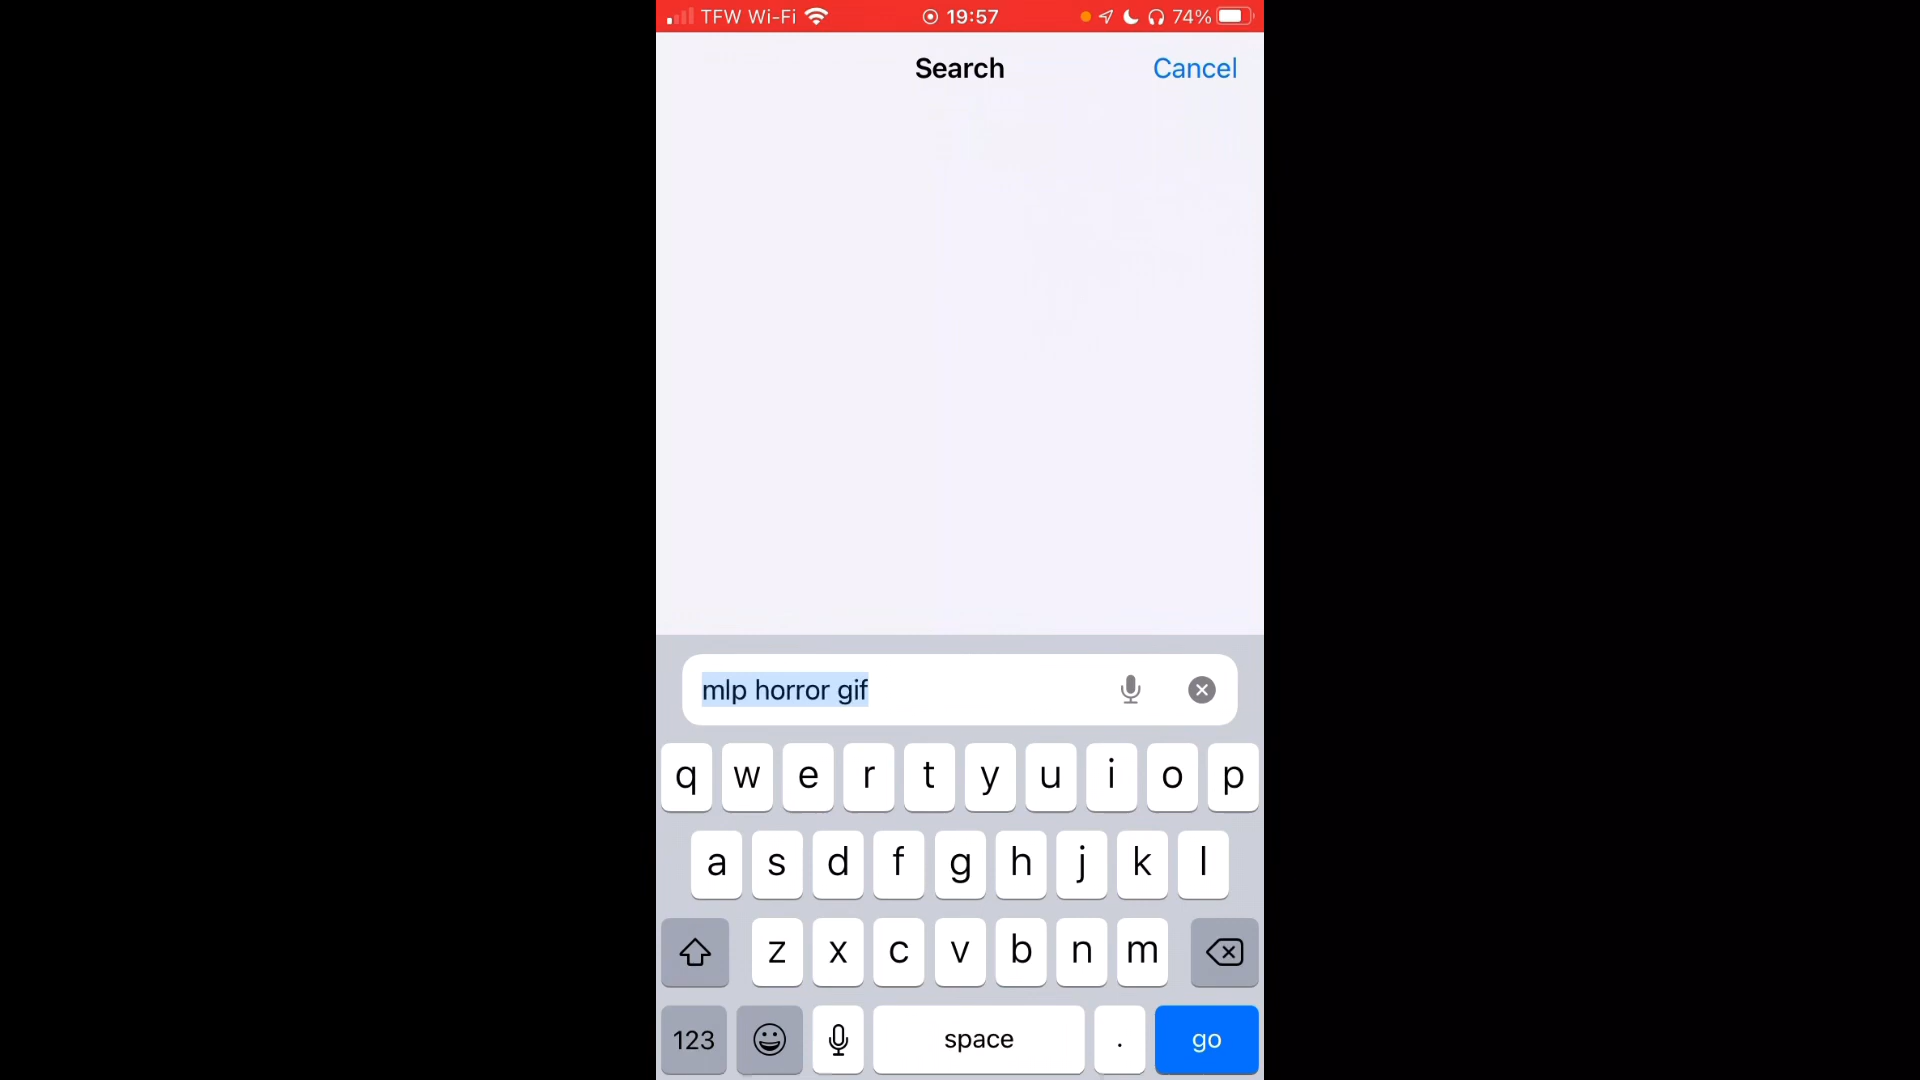 TFW Wi-Fi 19:57 74%
Search Cancel
mlp horror gif
q w e r t y u i o p
a s d f g h j k l
z x c v b n m
123 space . go